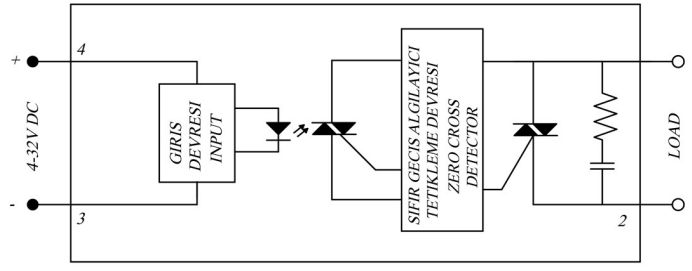 +
4
4-32V DC
-
3
GIRIS
DEVRESI
INPUT
SIFIR GECIS ALGILAYICI
TETIKLEME DEVRESI
ZERO CROSS
DETECTOR
2
LOAD